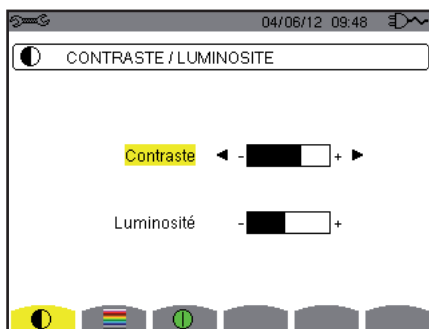 04/06/12 09:48
CONTRASTE / LUMINOSITE
Contraste - +
Luminosité - +